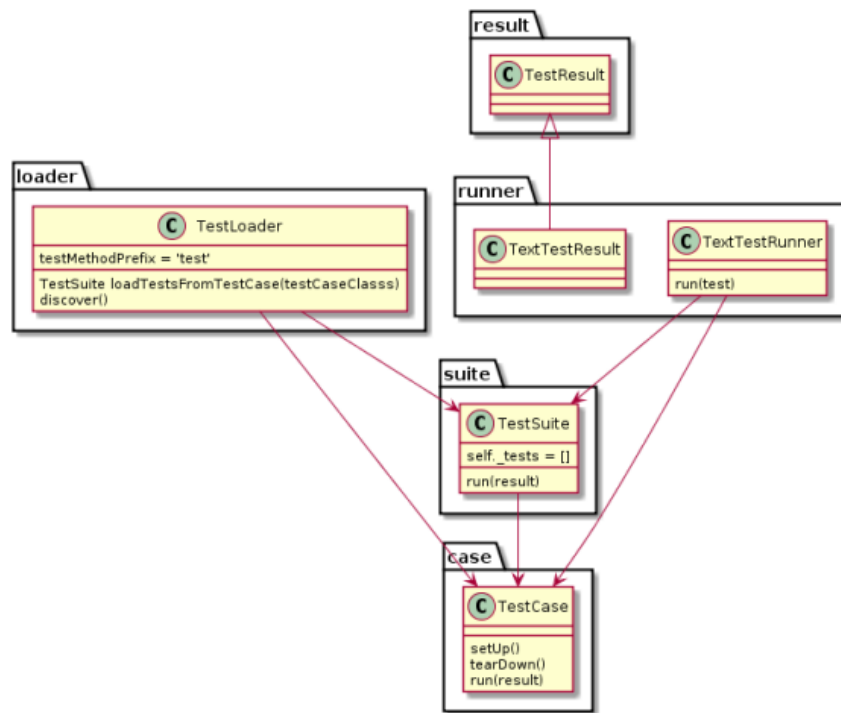 result
C TestResult
loader
C TestLoader
testMethodPrefix = 'test'
TestSuite loadTestsFromTestCase(testCaseClasss)
discover()
runner
C TextTestResult
C TextTestRunner
run(test)
suite
C TestSuite
self._tests = []
run(result)
case
C TestCase
setUp()
tearDown()
run(result)